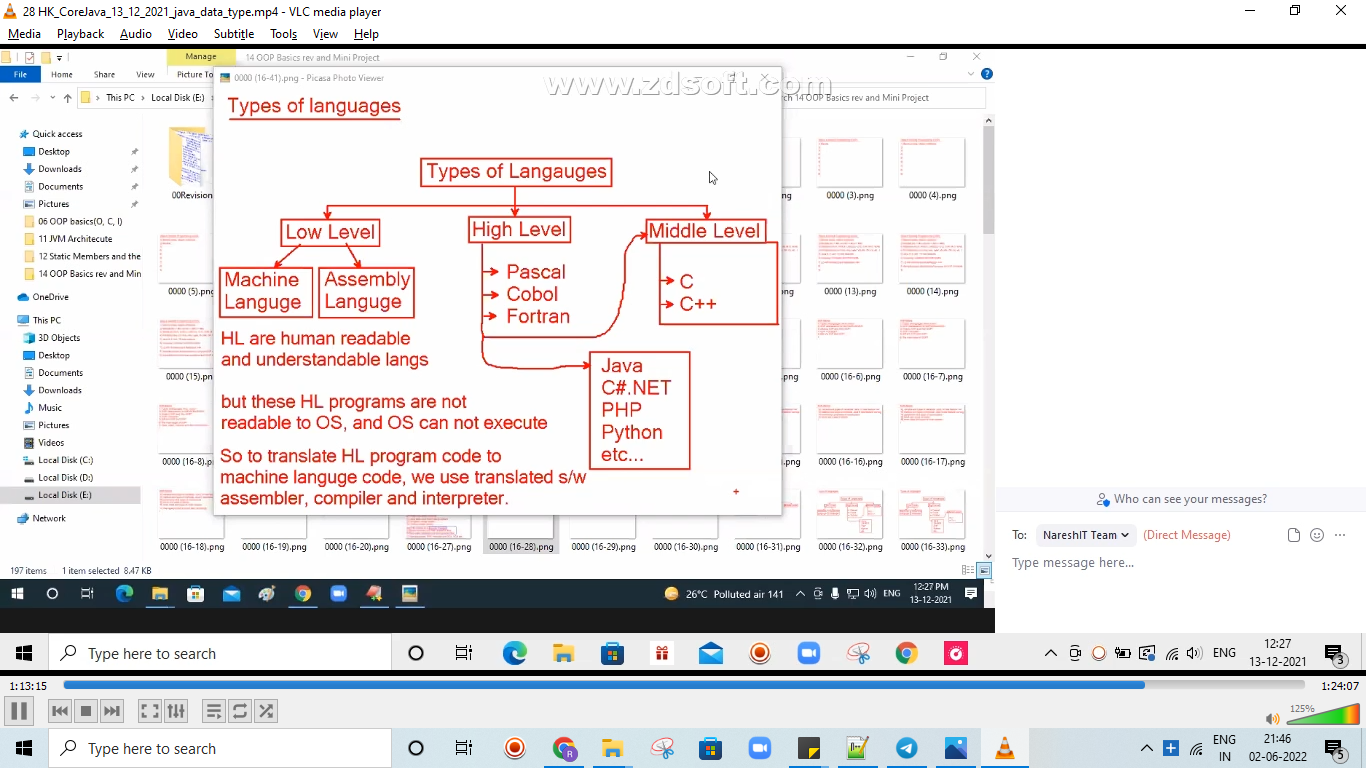 28 HK_CoreJava_13_12_2021_java_data_type.mp4 - VLC media player
Media Playback Audio Video Subtitle Tools View Help
Manage 14 OOP Basics rev and Mini Project
File Home Share View Picture To
0000 (16-41).png - Picasa Photo Viewer
www.zdsoft.com
This PC Local Disk (E:)
rch 14 OOP Basics rev and Mini Project
Quick access
Desktop
Downloads
Documents
Pictures
06 OOP basics(O, C, I)
11 JVM Architecute
12 Static Members and the
14 OOP Basics rev and Min
OneDrive
This PC
3D Objects
Desktop
Documents
Downloads
Music
Pictures
Videos
Local Disk (C:)
Local Disk (D:)
Local Disk (E:)
Network
00Revision
0000 (5).pn
0000 (15).pn
0000 (16-8).p
Types of languages
Types of Langauges
Low Level
High Level
Middle Level
Machine
Languge
Assembly
Languge
Pascal
Cobol
Fortran
C
C++
HL are human readable
and understandable langs
Java
C#.NET
PHP
Python
etc...
but these HL programs are not
readable to OS, and OS can not execute
So to translate HL program code to
machine languge code, we use translated s/w
assembler, compiler and interpreter.
ng 0000 (3).png 0000 (4).png
png 0000 (13).png 0000 (14).png
png 0000 (16-6).png 0000 (16-7).png
png 0000 (16-16).png 0000 (16-17).png
0000 (16-18).png 0000 (16-19).png 0000 (16-20).png 0000 (16-27).png 0000 (16-28).png 0000 (16-29).png 0000 (16-30).png 0000 (16-31).png 0000 (16-32).png 0000 (16-33).png
197 items 1 item selected 8.47 KB
26°C Polluted air 141 ENG 12:27 PM
13-12-2021
Who can see your messages?
To: NareshIT Team (Direct Message)
Type message here...
Type here to search
ENG
12:27
13-12-2021
3
1:13:15 1:24:07
125%
Type here to search
ENG
IN
21:46
02-06-2022
5